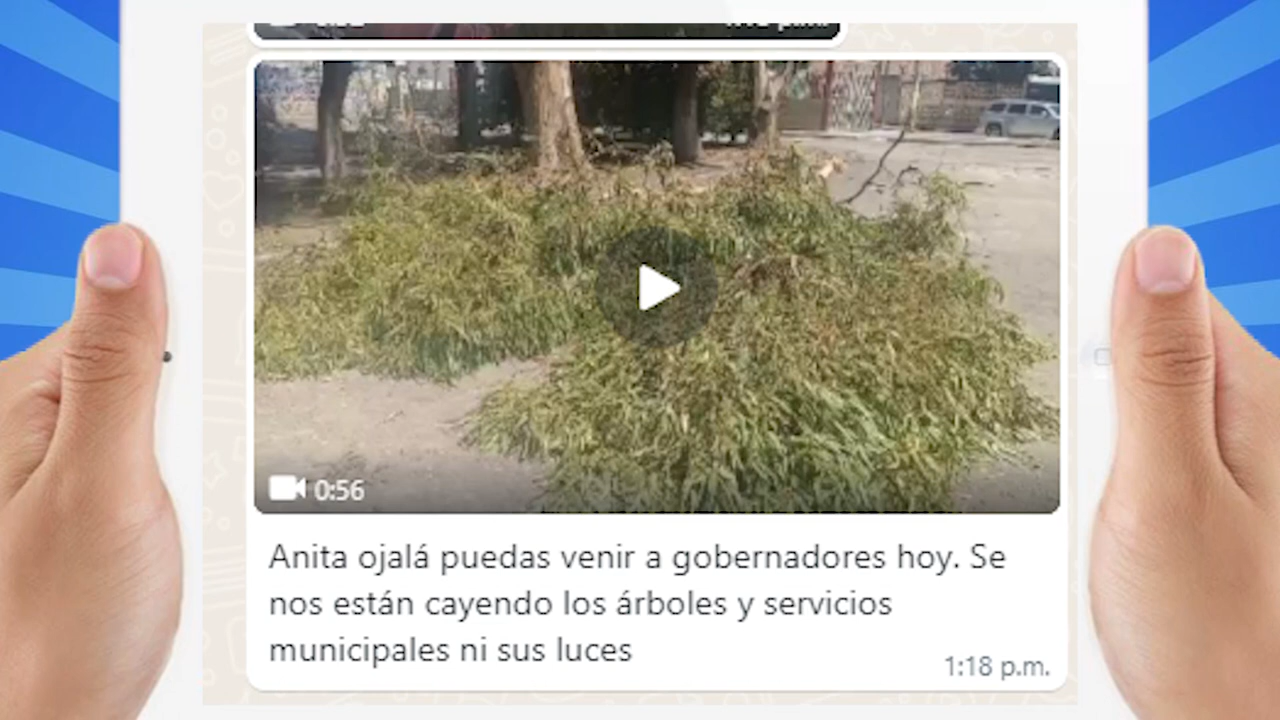 0:56
Anita ojalá puedas venir a gobernadores hoy. Se
nos están cayendo los árboles y servicios
municipales ni sus luces
1:18 p.m.